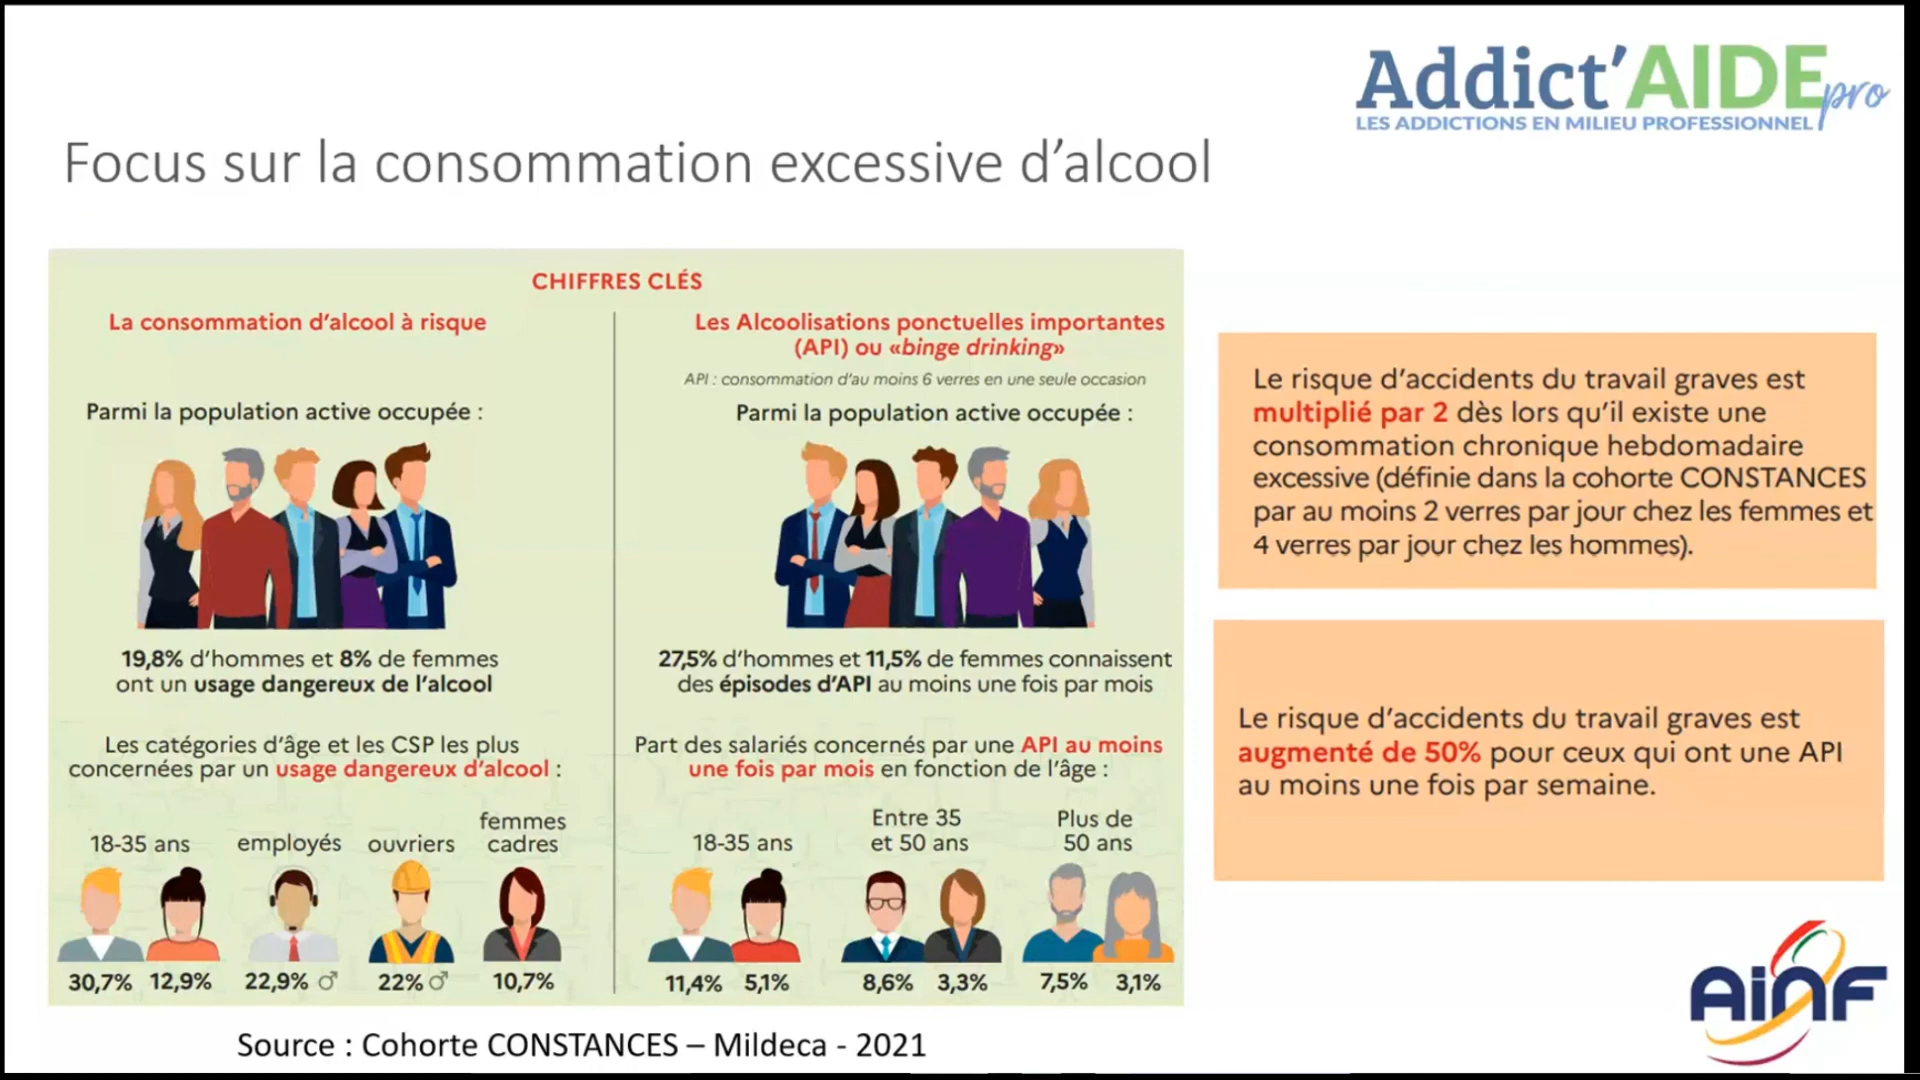 Addict'AIDE pro
LES ADDICTIONS EN MILIEU PROFESSIONNEL
Focus sur la consommation excessive d'alcool
CHIFFRES CLÉS
La consommation d'alcool à risque
Parmi la population active occupée :
19,8% d'hommes et 8% de femmes
ont un usage dangereux de l'alcool
Les catégories d'âge et les CSP les plus
concernées par un usage dangereux d'alcool :
18-35 ans
employés
ouvriers
femmes
cadres
30,7% 12,9% 22,9% ♂ 22% ♂ 10,7%
Les Alcoolisations ponctuelles importantes
(API) ou «binge drinking»
API : consommation d'au moins 6 verres en une seule occasion
Parmi la population active occupée :
27,5% d'hommes et 11,5% de femmes connaissent
des épisodes d'API au moins une fois par mois
Part des salariés concernés par une API au moins
une fois par mois en fonction de l'âge :
18-35 ans
Entre 35
et 50 ans
Plus de
50 ans
11,4% 5,1% 8,6% 3,3% 7,5% 3,1%
Le risque d'accidents du travail graves est
multiplié par 2 dès lors qu'il existe une
consommation chronique hebdomadaire
excessive (définie dans la cohorte CONSTANCES
par au moins 2 verres par jour chez les femmes et
4 verres par jour chez les hommes).
Le risque d'accidents du travail graves est
augmenté de 50% pour ceux qui ont une API
au moins une fois par semaine.
Source : Cohorte CONSTANCES – Mildeca - 2021
AiNF